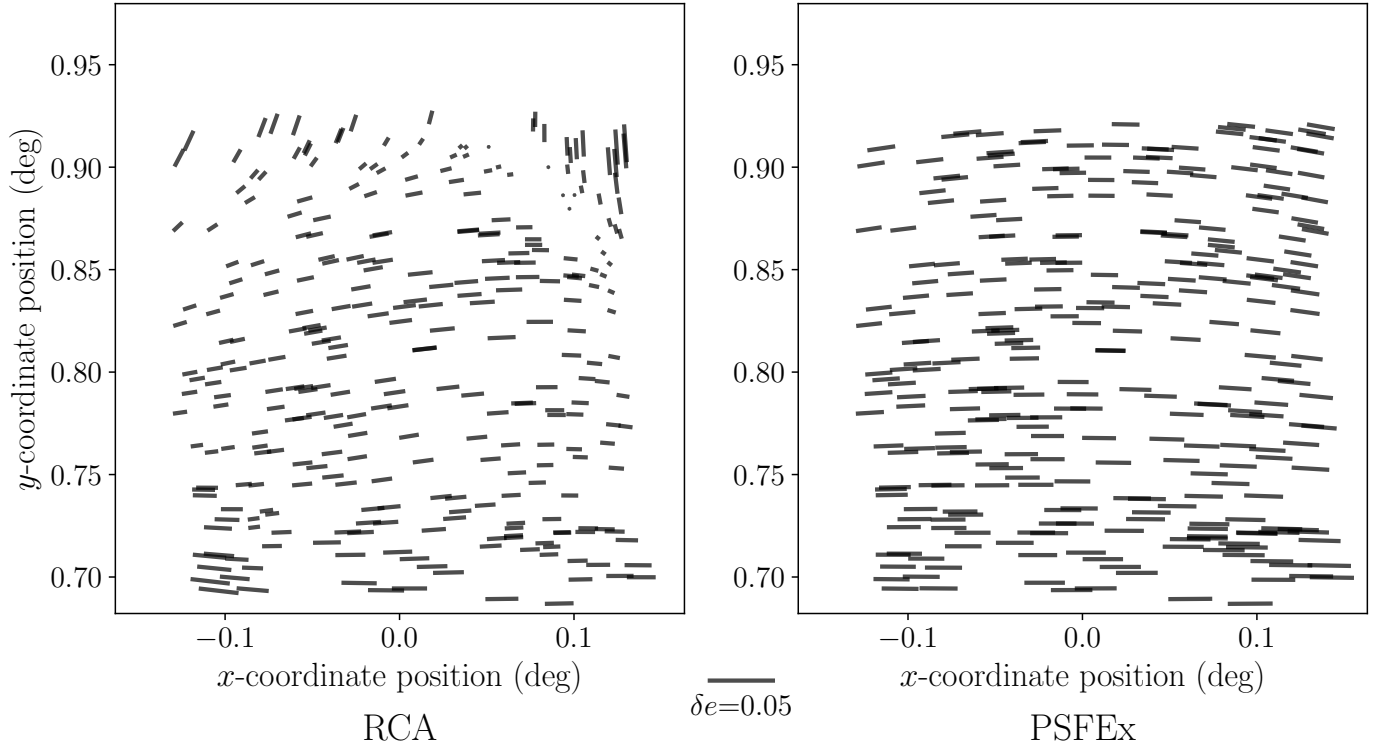 0.95
0.90
0.85
0.80
0.75
0.70
y-coordinate position (deg)
−0.1 0.0 0.1
x-coordinate position (deg)
RCA
0.95
0.90
0.85
0.80
0.75
0.70
−0.1 0.0 0.1
x-coordinate position (deg)
PSFEx
δe=0.05